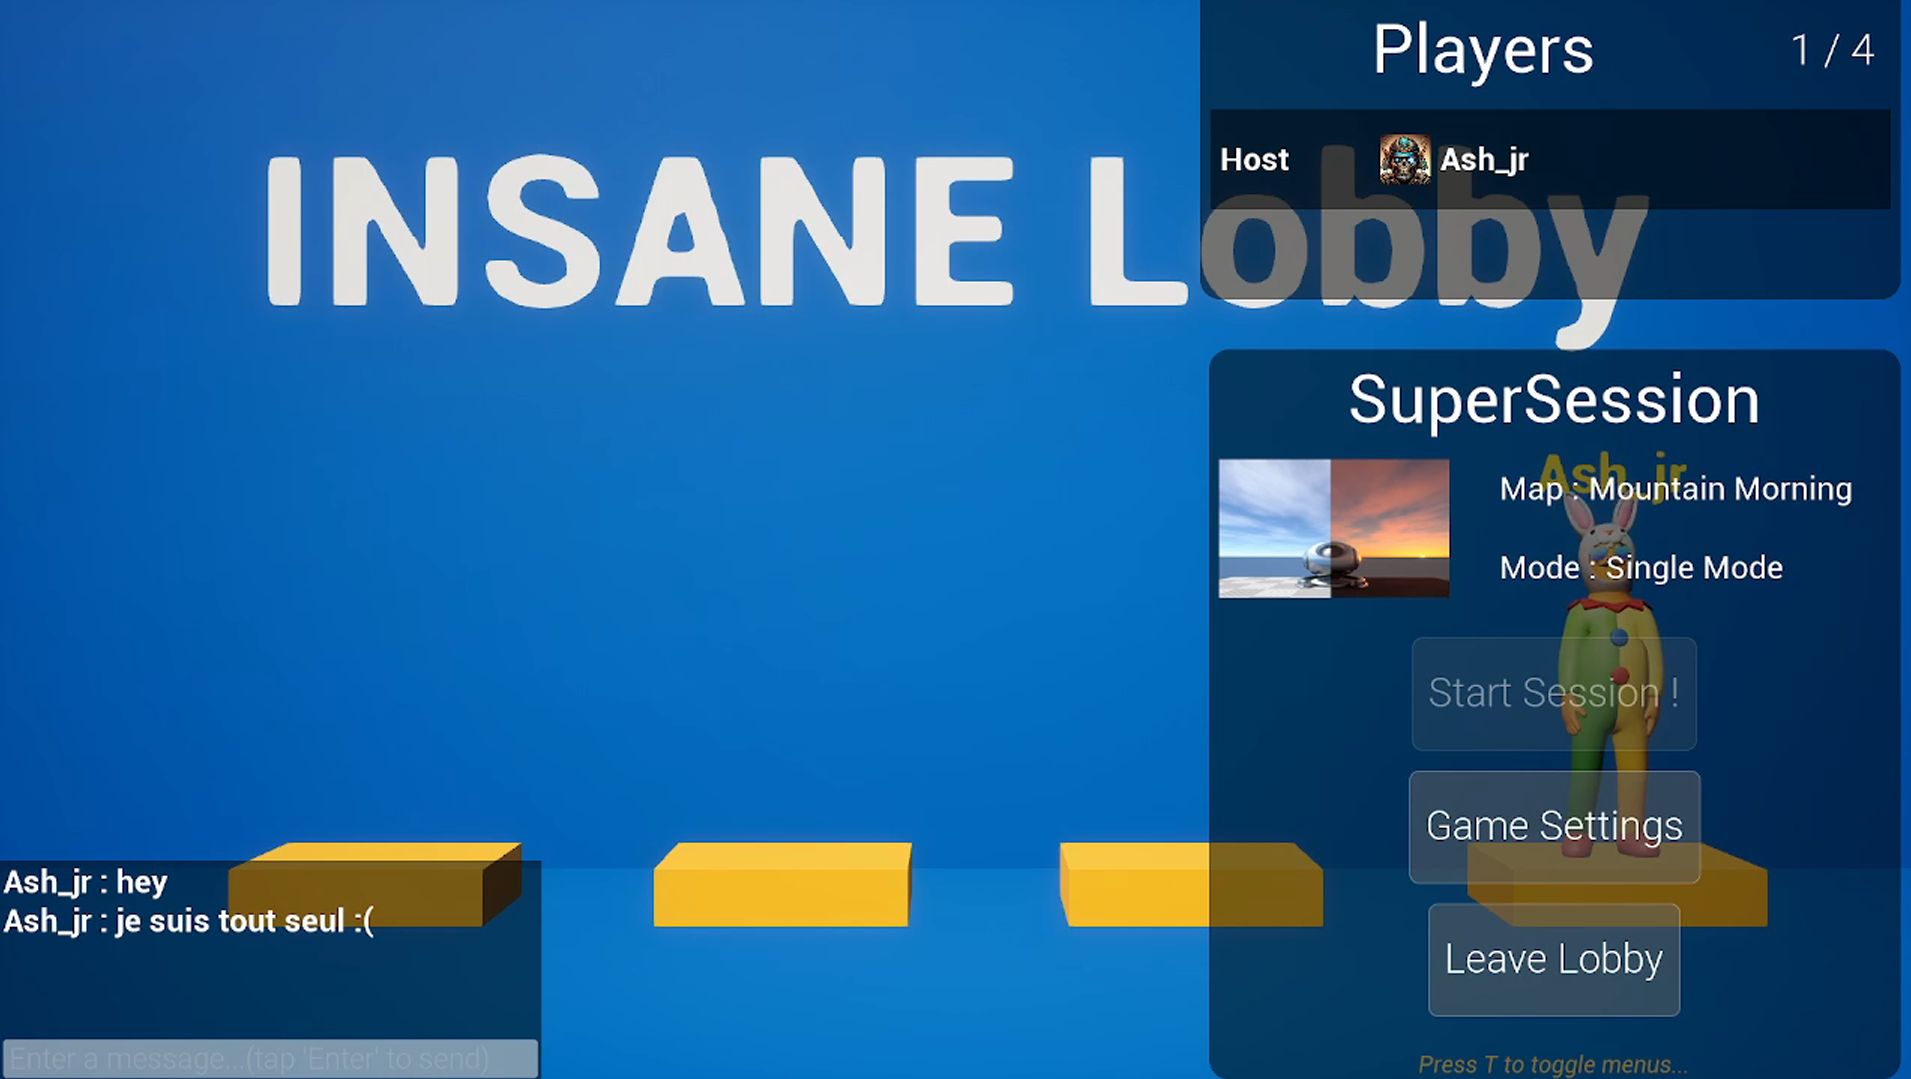 INSANE Lobby
Players
1 / 4
Host
Ash_jr
SuperSession
Ash_jr
Map : Mountain Morning
Mode : Single Mode
Start Session !
Game Settings
Leave Lobby
Press T to toggle menus...
Ash_jr : hey
Ash_jr : je suis tout seul :(
Enter a message...(tap 'Enter' to send)